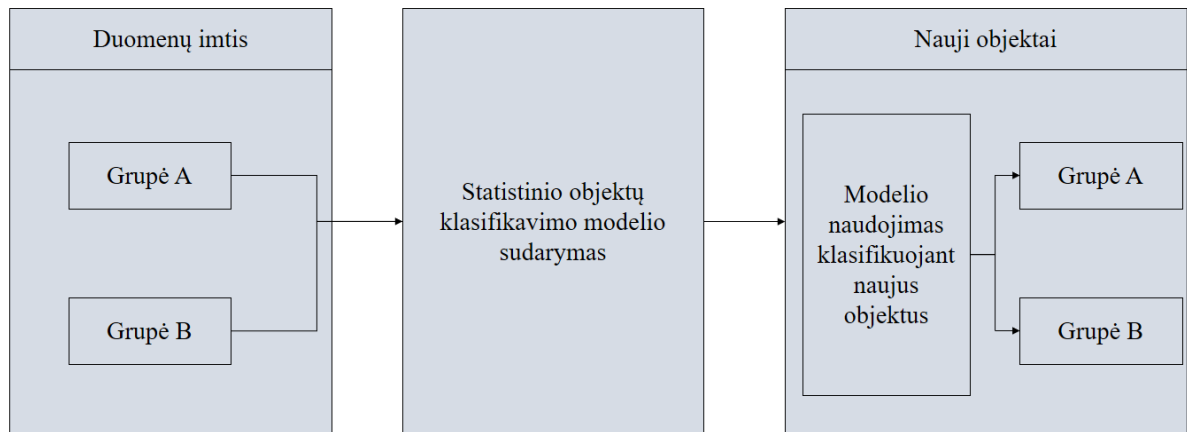 Duomenų imtis
Grupė A
Grupė B
Statistinio objektų
klasifikavimo modelio
sudarymas
Nauji objektai
Modelio
naudojimas
klasifikuojant
naujus
objektus
Grupė A
Grupė B